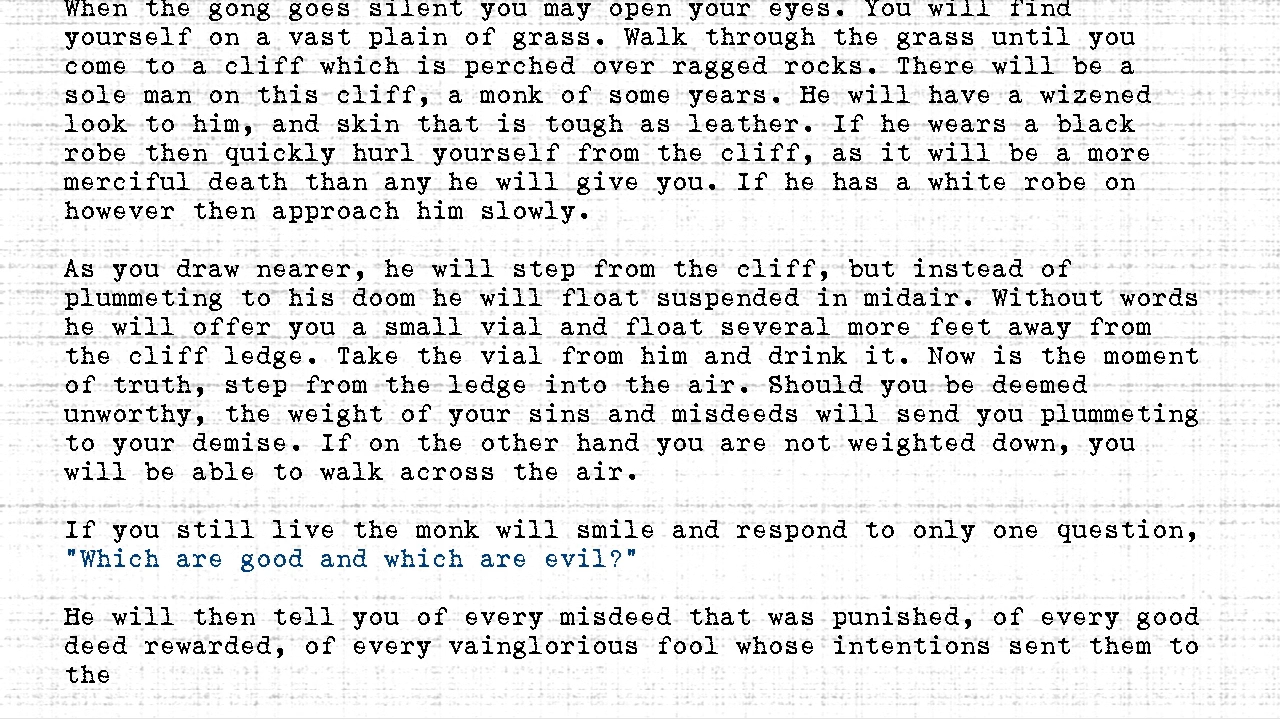 When the gong goes silent you may open your eyes. You will find
yourself on a vast plain of grass. Walk through the grass until you
come to a cliff which is perched over ragged rocks. There will be a
sole man on this cliff, a monk of some years. He will have a wizened
look to him, and skin that is tough as leather. If he wears a black
robe then quickly hurl yourself from the cliff, as it will be a more
merciful death than any he will give you. If he has a white robe on
however then approach him slowly.
As you draw nearer, he will step from the cliff, but instead of
plummeting to his doom he will float suspended in midair. Without words
he will offer you a small vial and float several more feet away from
the cliff ledge. Take the vial from him and drink it. Now is the moment
of truth, step from the ledge into the air. Should you be deemed
unworthy, the weight of your sins and misdeeds will send you plummeting
to your demise. If on the other hand you are not weighted down, you
will be able to walk across the air.
If you still live the monk will smile and respond to only one question,
"Which are good and which are evil?"
He will then tell you of every misdeed that was punished, of every good
deed rewarded, of every vainglorious fool whose intentions sent them to
the